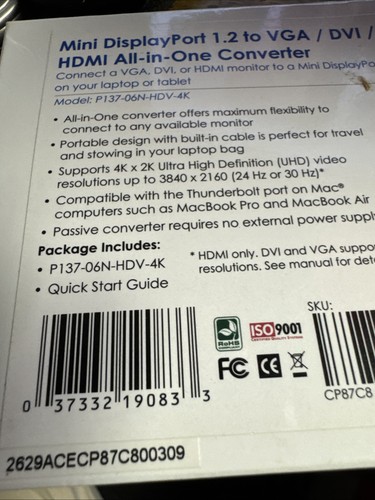 Mini DisplayPort 1.2 to VGA / DVI /
HDMI All-in-One Converter
Connect a VGA, DVI, or HDMI monitor to a Mini DisplayPo
on your laptop or tablet
Model: P137-06N-HDV-4K
• All-in-One converter offers maximum flexibility to
connect to any available monitor
• Portable design with built-in cable is perfect for travel
and stowing in your laptop bag
• Supports 4K x 2K Ultra High Definition (UHD) video
resolutions up to 3840 x 2160 (24 Hz or 30 Hz)*
• Compatible with the Thunderbolt port on Mac®
computers such as MacBook Pro and MacBook Air
• Passive converter requires no external power suppl
Package Includes:
• P137-06N-HDV-4K
• Quick Start Guide
* HDMI only. DVI and VGA suppo
resolutions. See manual for det
SKU:
RoHS
ISO9001
FC CE
CP87C8
0 37332 19083 3
2629ACECP87C800309